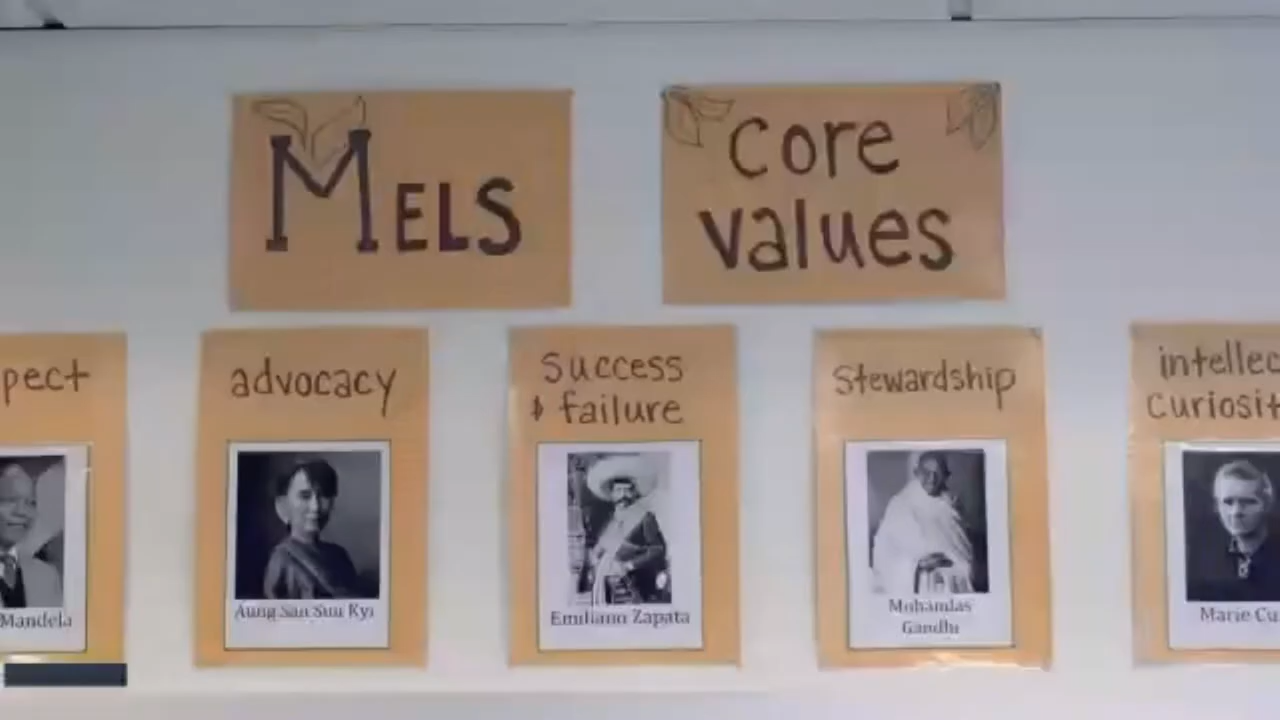 MELS
Core
values
pect
advocacy
Success
& failure
Stewardship
intellec
Curiosit
Mandela
Aung San Suu Kyi
Emiliano Zapata
Mohandas
Gandhi
Marie Cu